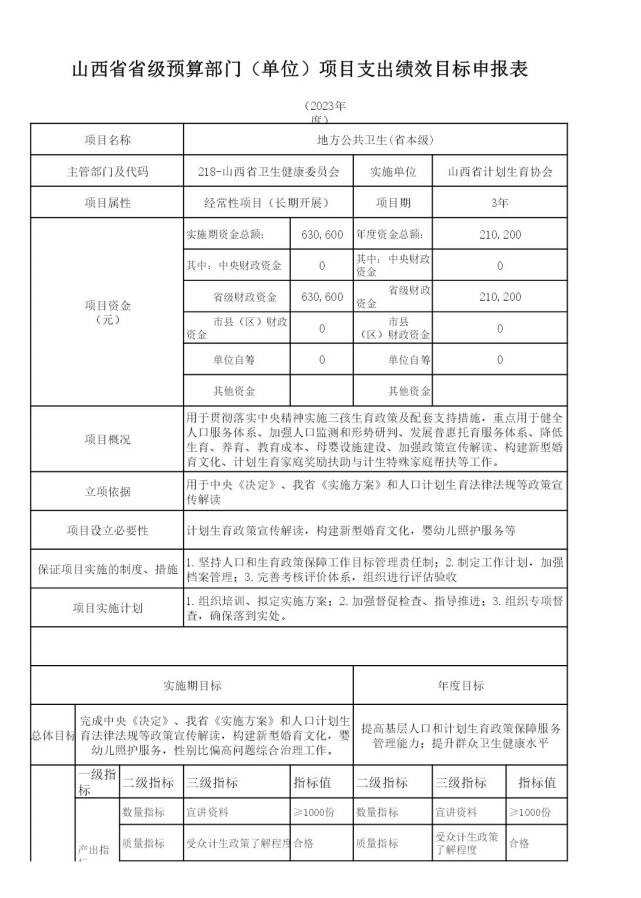 山西省省级预算部门（单位）项目支出绩效目标申报表
（2023年
度）
项目名称 地方公共卫生(省本级)
主管部门及代码 218-山西省卫生健康委员会 实施单位 山西省计划生育协会
项目属性 经常性项目（长期开展） 项目期 3年
项目资金
（元）
实施期资金总额: 630,600 年度资金总额: 210,200
其中: 中央财政资金 0 其中: 中央财政
资金 0
省级财政资金 630,600 省级财政
资金 210,200
市县（区）财政
资金 0 市县
（区）财政资金 0
单位自筹 0 单位自筹 0
其他资金 其他资金
项目概况
用于贯彻落实中央精神实施三孩生育政策及配套支持措施，重点用于健全
人口服务体系、加强人口监测和形势研判、发展普惠托育服务体系、降低
生育、养育、教育成本、母婴设施建设、加强政策宣传解读、构建新型婚
育文化、计划生育家庭奖励扶助与计生特殊家庭帮扶等工作。
立项依据
用于中央《决定》、我省《实施方案》和人口计划生育法律法规等政策宣
传解读
项目设立必要性 计划生育政策宣传解读，构建新型婚育文化，婴幼儿照护服务等
保证项目实施的制度、措施
1.坚持人口和生育政策保障工作目标管理责任制；2.制定工作计划，加强
档案管理；3.完善考核评价体系，组织进行评估验收
项目实施计划
1.组织培训、拟定实施方案；2.加强督促检查、指导推进；3.组织专项督
查，确保落到实处。
实施期目标 年度目标
总体目标
完成中央《决定》、我省《实施方案》和人口计划生
育法律法规等政策宣传解读，构建新型婚育文化，婴
幼儿照护服务，性别比偏高问题综合治理工作。
提高基层人口和计划生育政策保障服务
管理能力；提升群众卫生健康水平
一级指
标 二级指标 三级指标 指标值 二级指标 三级指标 指标值
数量指标 宣讲资料 ≥1000份 数量指标 宣讲资料 ≥1000份
产出指
质量指标 受众计生政策了解程度 合格 质量指标 受众计生政策
了解程度 合格